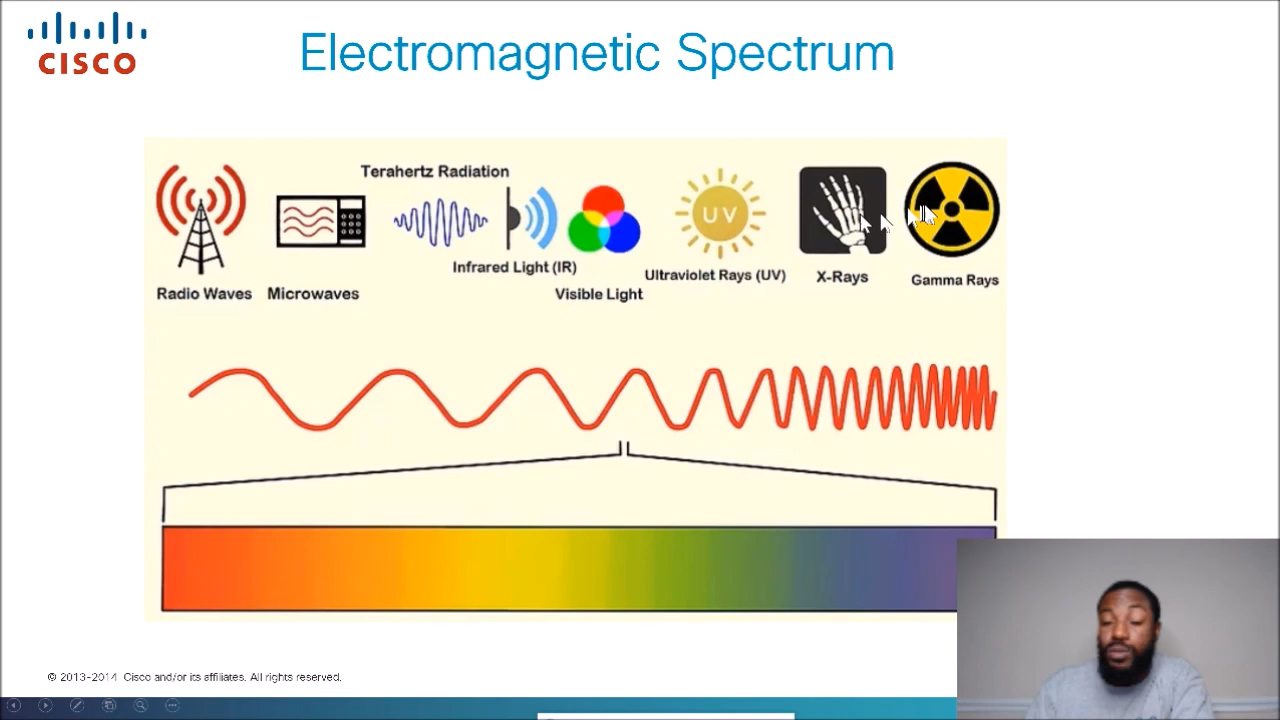 CISCO
Electromagnetic Spectrum
Terahertz Radiation
UV
Infrared Light (IR)
Ultraviolet Rays (UV)
X-Rays
Gamma Rays
Radio Waves
Microwaves
Visible Light
© 2013-2014 Cisco and/or its affiliates. All rights reserved.